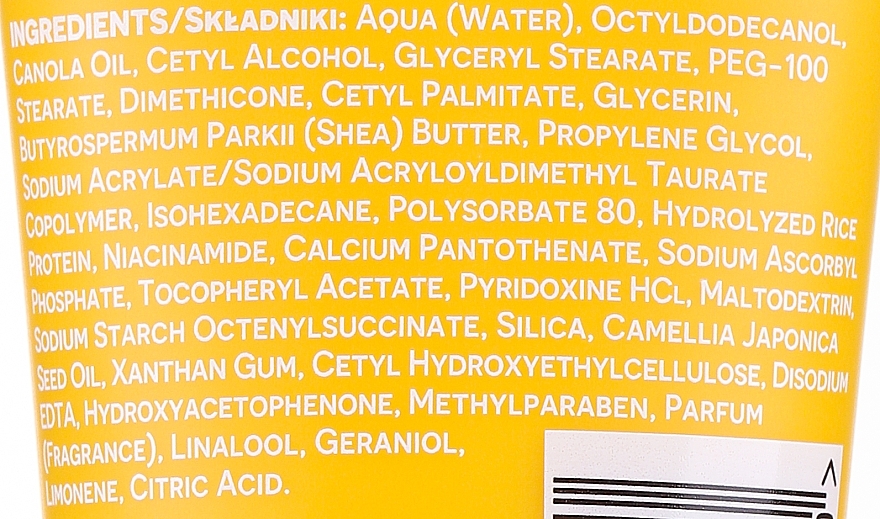 INGREDIENTS/SKŁADNIKI: AQUA (WATER), OCTYLDODECANOL,
CANOLA OIL, CETYL ALCOHOL, GLYCERYL STEARATE, PEG-100
STEARATE, DIMETHICONE, CETYL PALMITATE, GLYCERIN,
BUTYROSPERMUM PARKII (SHEA) BUTTER, PROPYLENE GLYCOL,
SODIUM ACRYLATE/SODIUM ACRYLOYLDIMETHYL TAURATE
COPOLYMER, ISOHEXADECANE, POLYSORBATE 80, HYDROLYZED RICE
PROTEIN, NIACINAMIDE, CALCIUM PANTOTHENATE, SODIUM ASCORBYL
PHOSPHATE, TOCOPHERYL ACETATE, PYRIDOXINE HCL, MALTODEXTRIN,
SODIUM STARCH OCTENYLSUCCINATE, SILICA, CAMELLIA JAPONICA
SEED OIL, XANTHAN GUM, CETYL HYDROXYETHYLCELLULOSE, DISODIUM
EDTA, HYDROXYACETOPHENONE, METHYLPARABEN, PARFUM
(FRAGRANCE), LINALOOL, GERANIOL,
LIMONENE, CITRIC ACID.